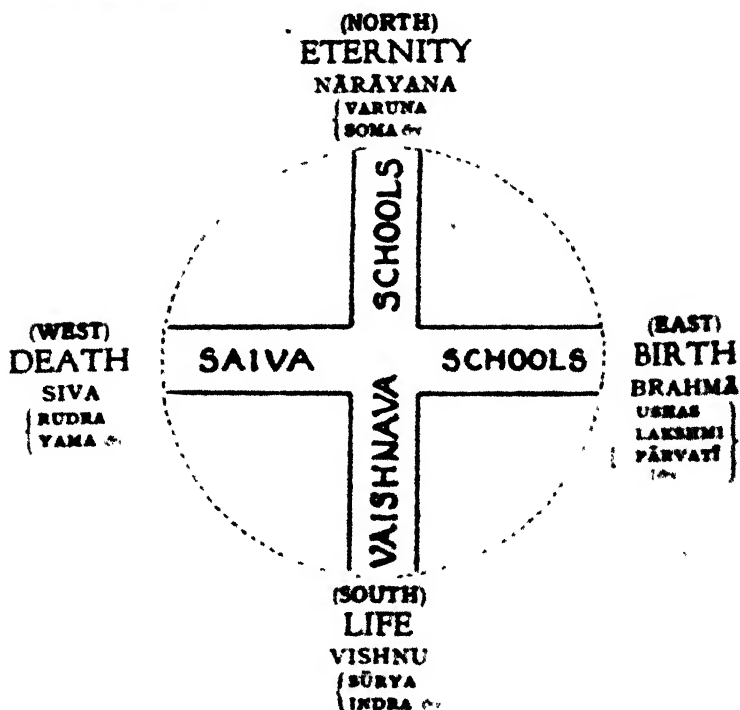 (NORTH)
ETERNITY
NĀRĀYANA
VARUNA
SOMA &c
SCHOOLS
(WEST)
DEATH
SIVA
RUDRA
YAMA &c
SAIVA SCHOOLS
(EAST)
BIRTH
BRAHMĀ
USHAS
LAKSHMI
PĀRVATĪ
&c
VAISHNAVA
(SOUTH)
LIFE
VISHNU
SŪRYA
INDRA &c